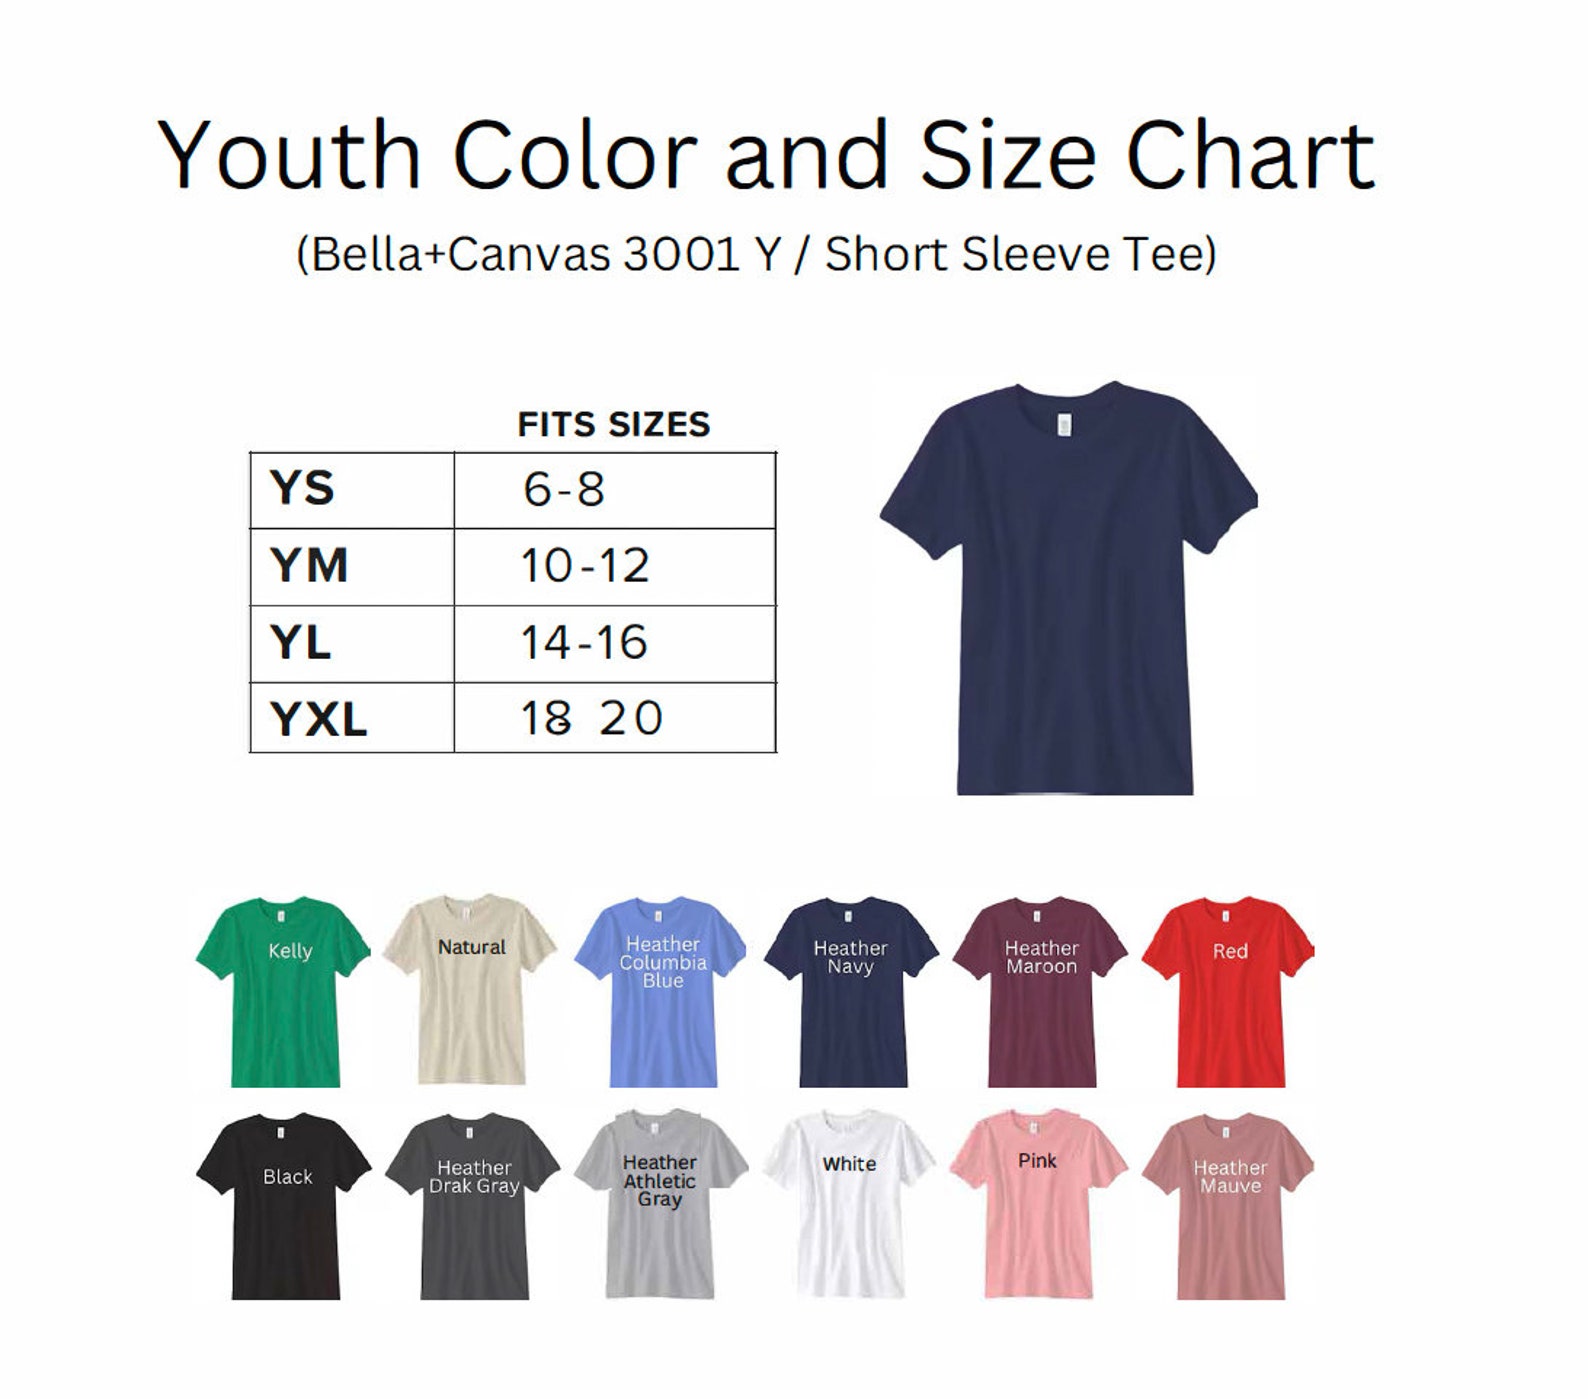 Youth Color and Size Chart
(Bella+Canvas 3001 Y / Short Sleeve Tee)
FITS SIZES
YS 6-8
YM 10-12
YL 14-16
YXL 18 20
Kelly
Natural
Heather
Columbia
Blue
Heather
Navy
Heather
Maroon
Red
Black
Heather
Drak Gray
Heather
Athletic
Gray
White
Pink
Heather
Mauve